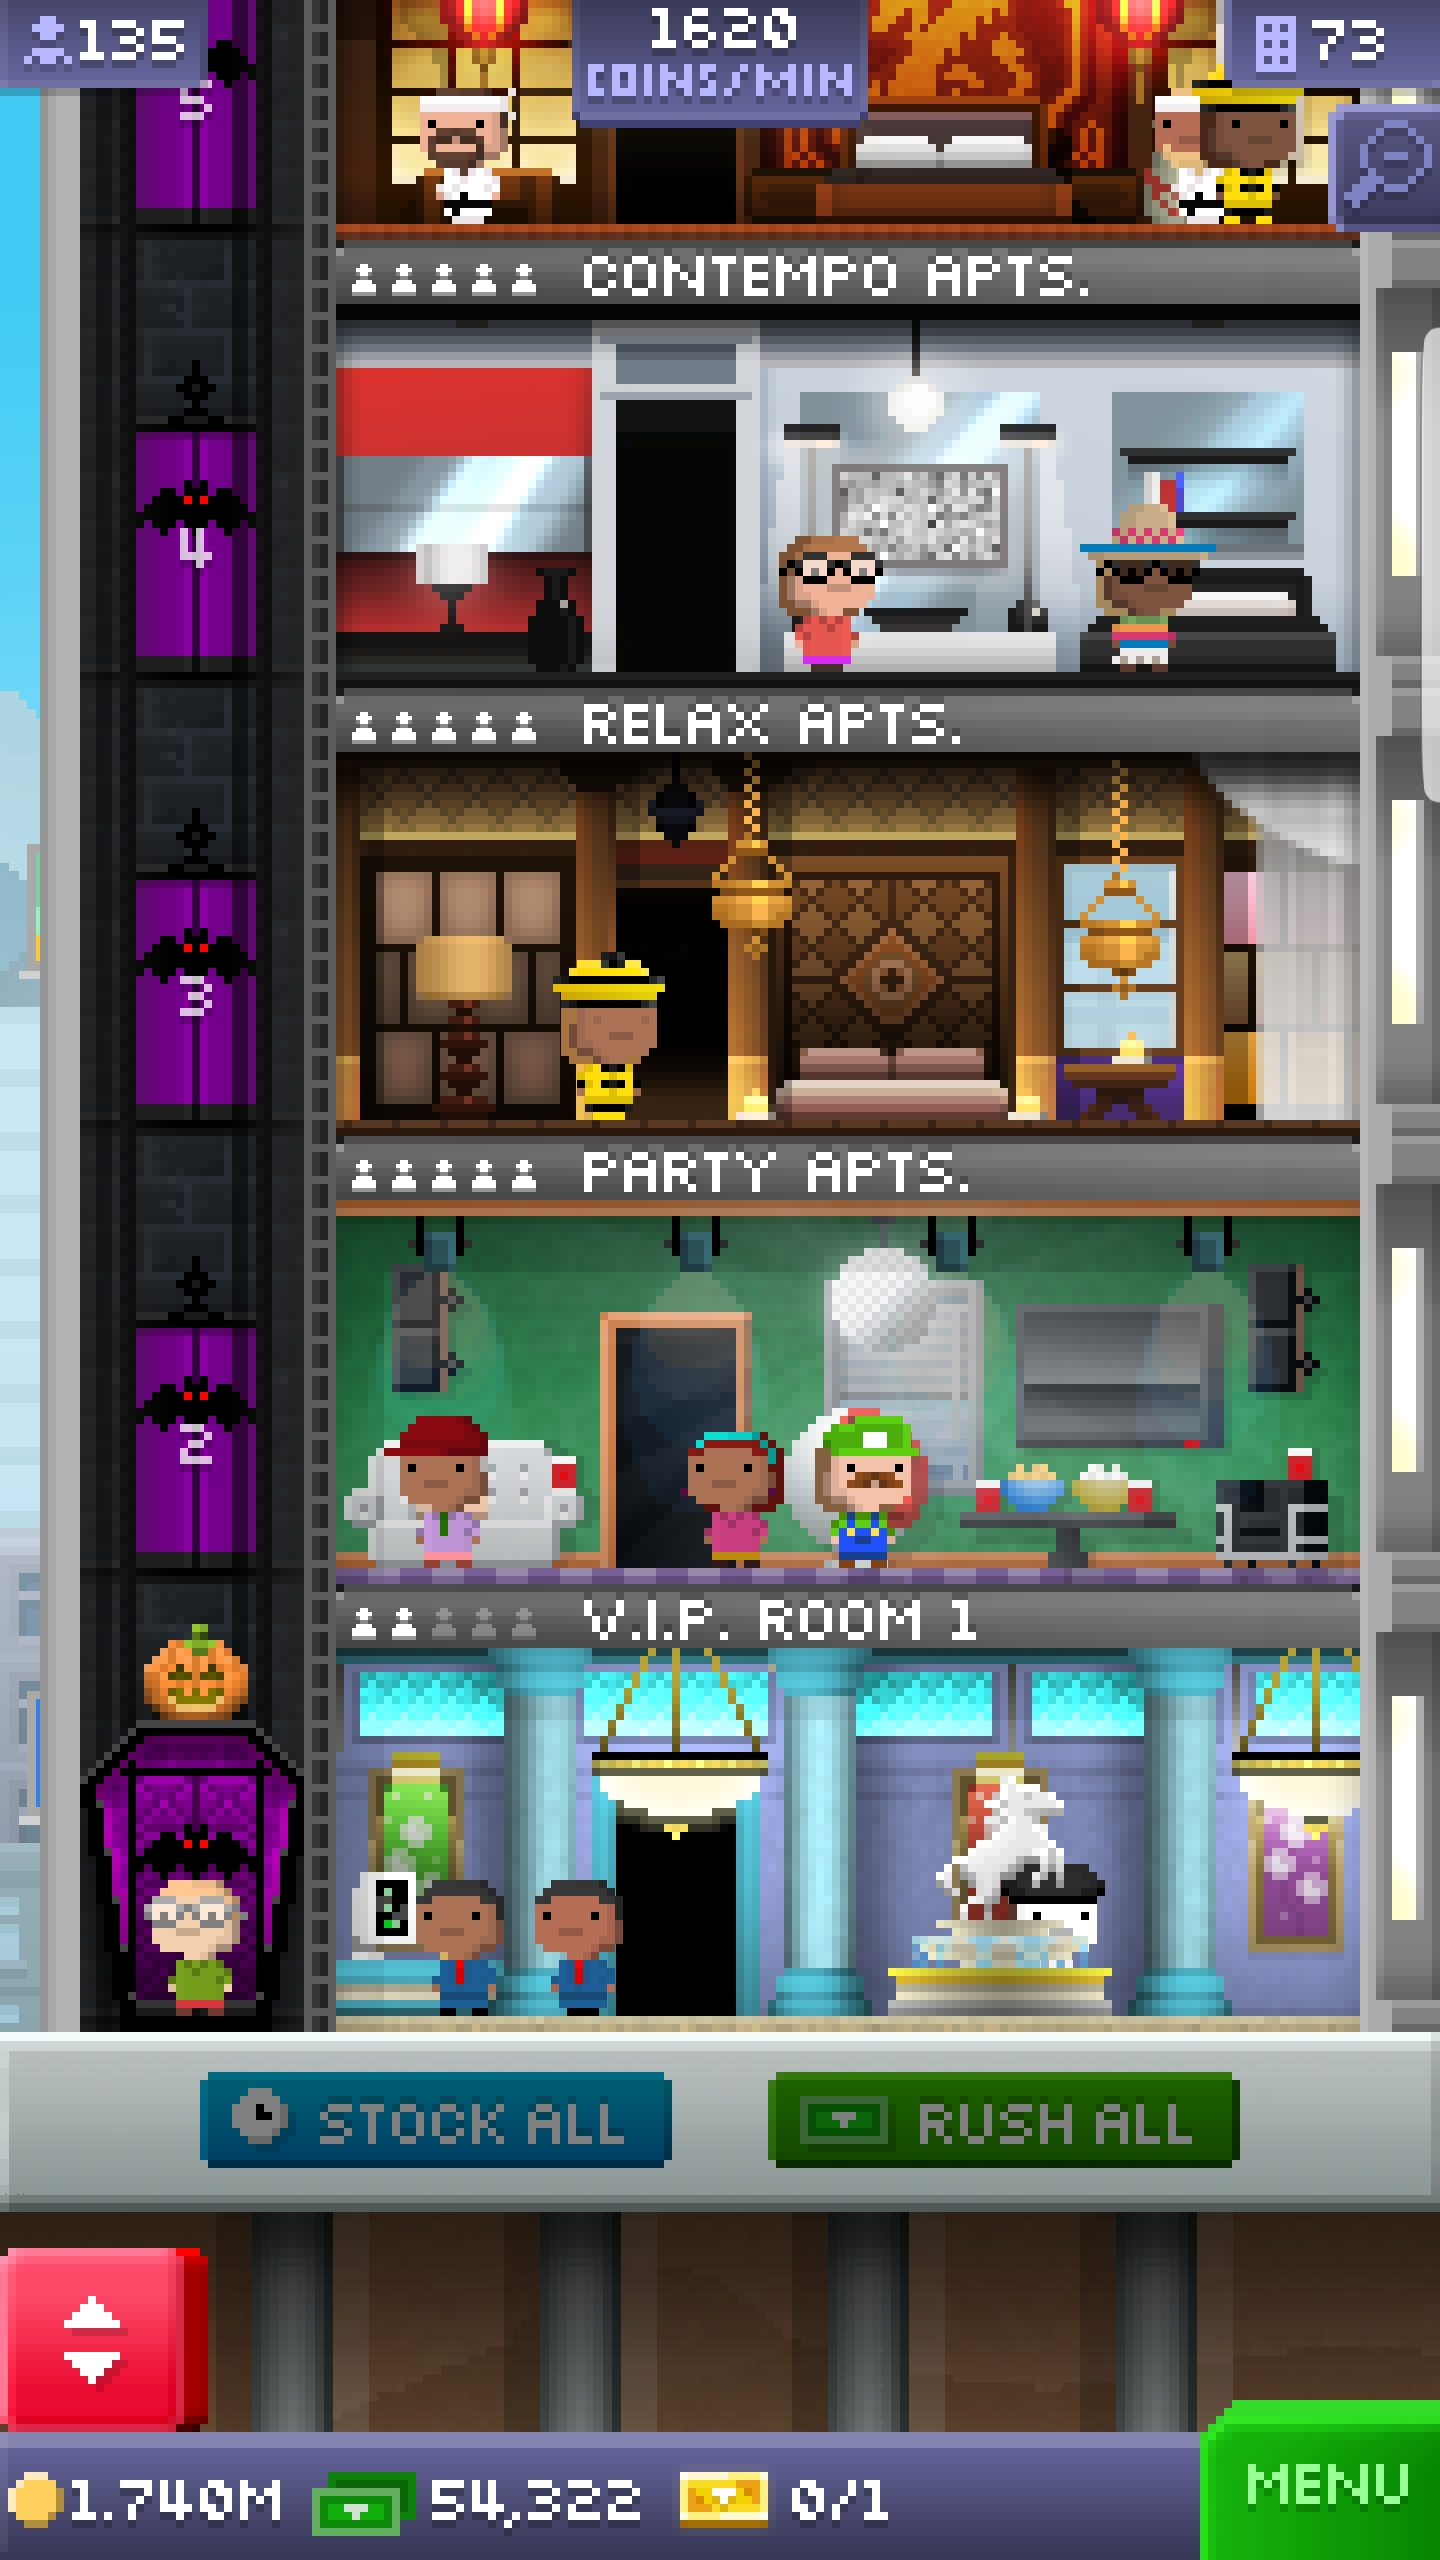 135
1620
COINS/MIN
73
5
CONTEMPO APTS.
4
RELAX APTS.
3
PARTY APTS.
2
V.I.P. ROOM 1
STOCK ALL
RUSH ALL
1.740M
54,322
0/1
MENU